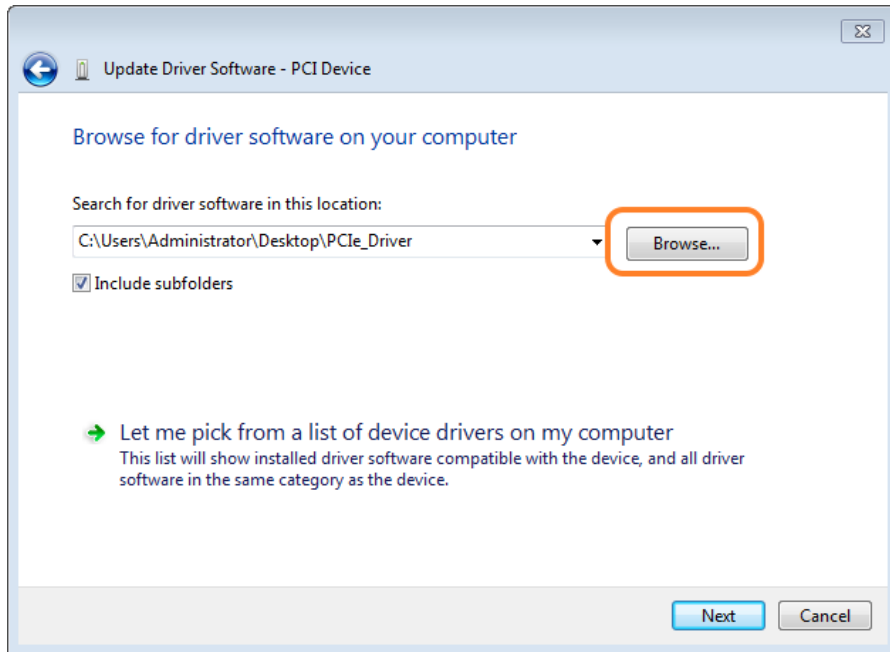 Update Driver Software - PCI Device
Browse for driver software on your computer
Search for driver software in this location:
C:\Users\Administrator\Desktop\PCIe_Driver
Browse...
Include subfolders
Let me pick from a list of device drivers on my computer
This list will show installed driver software compatible with the device, and all driver
software in the same category as the device.
Next
Cancel